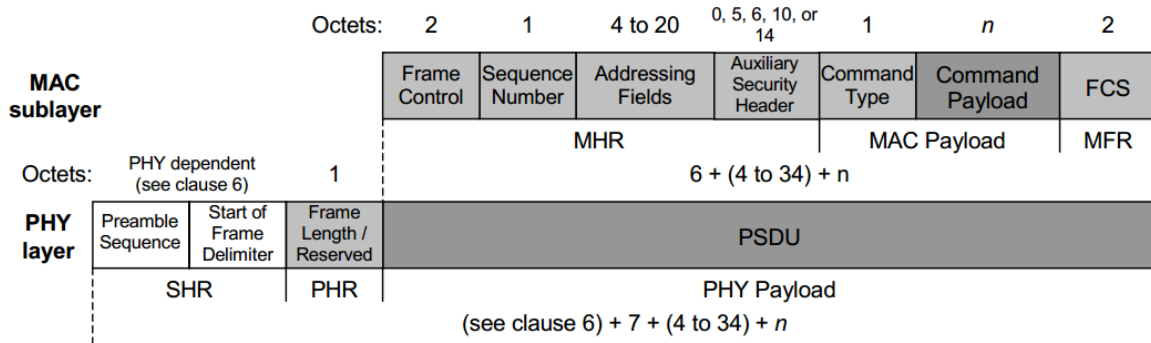 Octets: 2 1 4 to 20 0, 5, 6, 10, or 14 1 n 2
MAC sublayer
Frame Control
Sequence Number
Addressing Fields
Auxiliary Security Header
Command Type
Command Payload
FCS
MHR MAC Payload MFR
Octets: PHY dependent (see clause 6) 1 6 + (4 to 34) + n
PHY layer
Preamble Sequence
Start of Frame Delimiter
Frame Length / Reserved
PSDU
SHR PHR PHY Payload
(see clause 6) + 7 + (4 to 34) + n